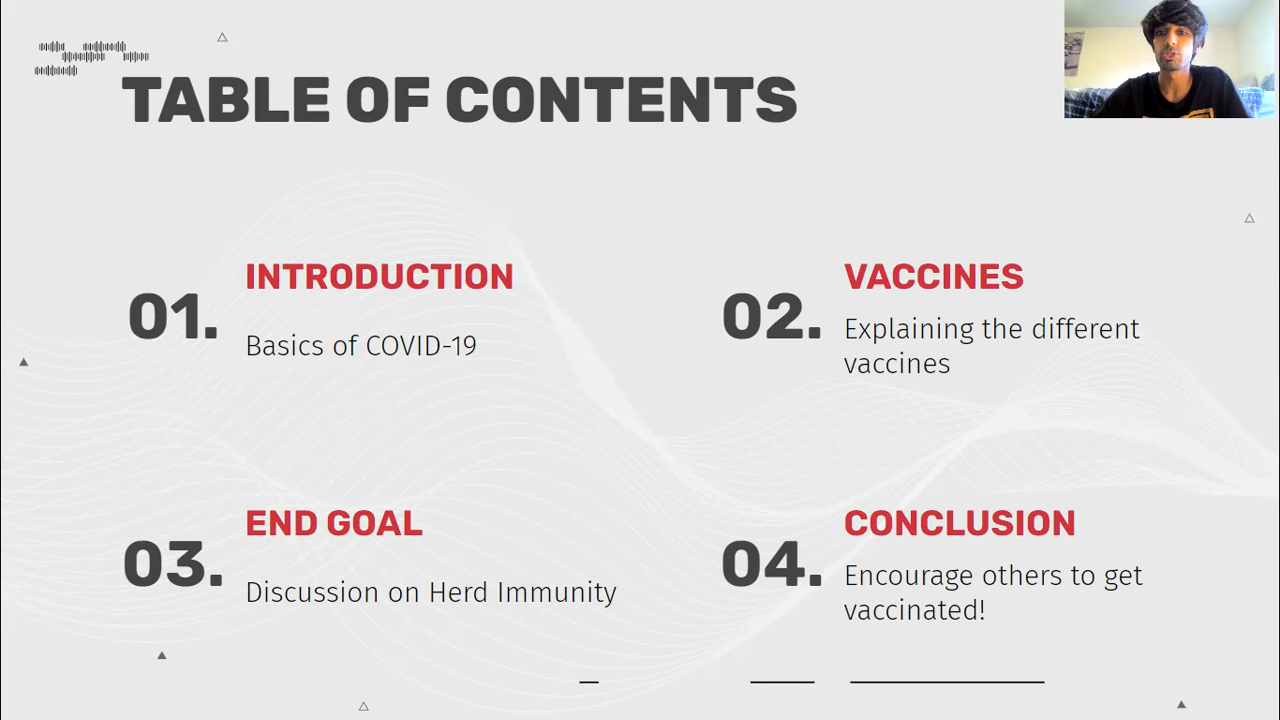 TABLE OF CONTENTS
01.
INTRODUCTION
Basics of COVID-19
02.
VACCINES
Explaining the different
vaccines
03.
END GOAL
Discussion on Herd Immunity
04.
CONCLUSION
Encourage others to get
vaccinated!